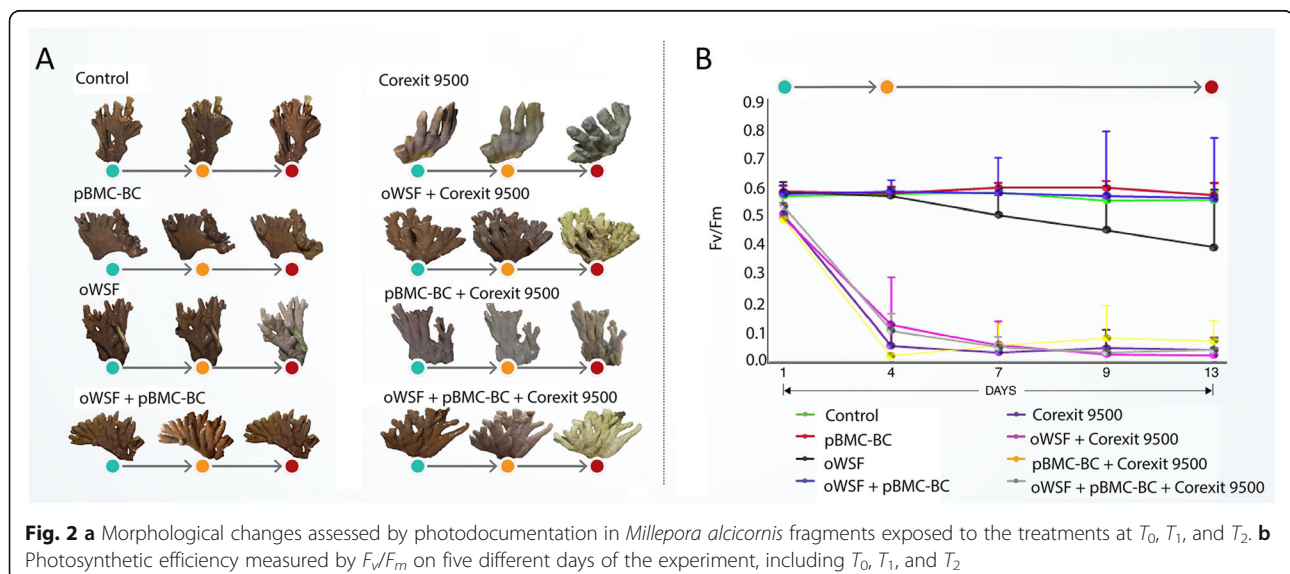 A
Control
Corexit 9500
pBMC-BC
oWSF + Corexit 9500
oWSF
pBMC-BC + Corexit 9500
oWSF + pBMC-BC
oWSF + pBMC-BC + Corexit 9500
B
Fv/Fm
0.9
0.8
0.7
0.6
0.5
0.4
0.3
0.2
0.1
0.0
1
4
7
9
13
DAYS
Control
pBMC-BC
oWSF
oWSF + pBMC-BC
Corexit 9500
oWSF + Corexit 9500
pBMC-BC + Corexit 9500
oWSF + pBMC-BC + Corexit 9500
Fig. 2 a Morphological changes assessed by photodocumentation in Millepora alcicornis fragments exposed to the treatments at T0, T1, and T2. b
Photosynthetic efficiency measured by Fv/Fm on five different days of the experiment, including T0, T1, and T2